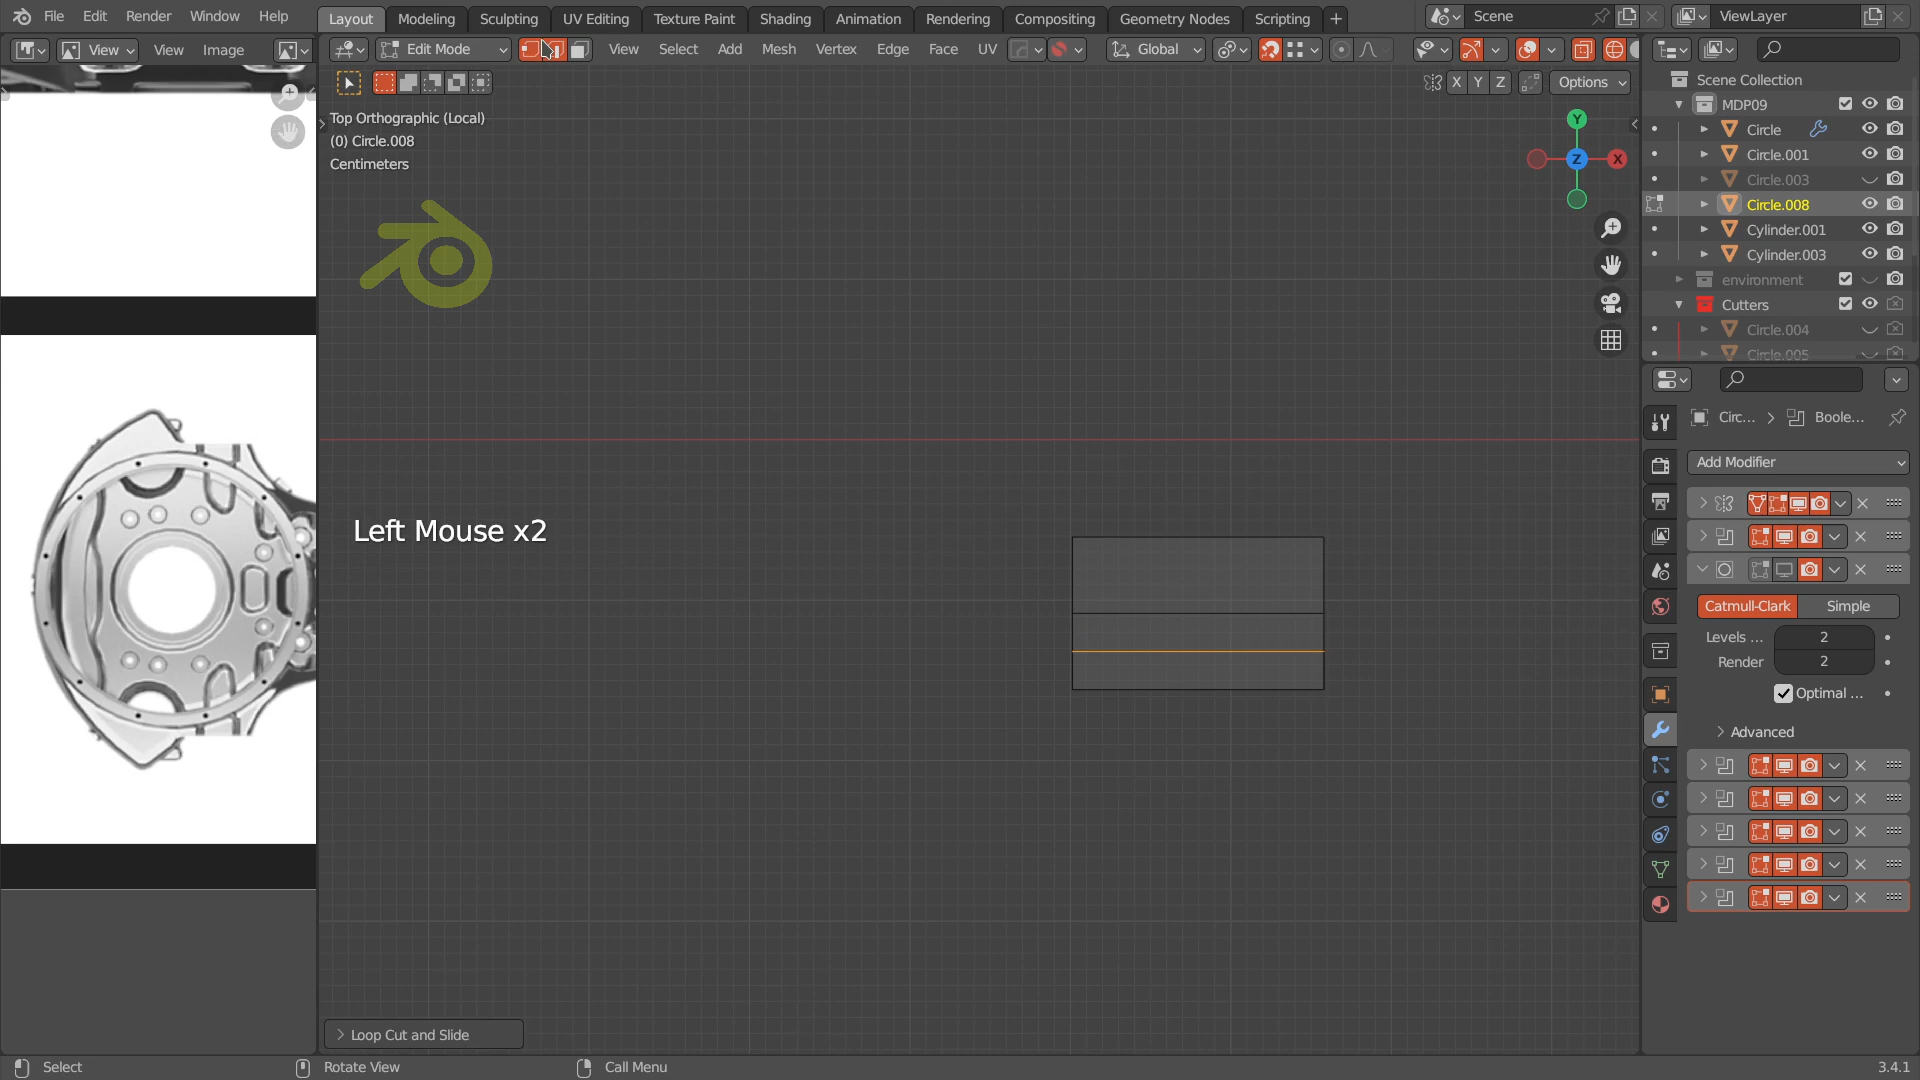 File Edit Render Window Help
Layout Modeling Sculpting UV Editing Texture Paint Shading Animation Rendering Compositing Geometry Nodes Scripting +
Scene
ViewLayer
View View Image
Edit Mode View Select Add Mesh Vertex Edge Face UV Global
X Y Z Options
Top Orthographic (Local)
(0) Circle.008
Centimeters
Y
Z X
Left Mouse x2
Loop Cut and Slide
Scene Collection
MDP09
Circle
Circle.001
Circle.003
Circle.008
Cylinder.001
Cylinder.003
environment
Cutters
Circle.004
Circle.005
Circ... > Boole...
Add Modifier
Catmull-Clark Simple
Levels ... 2
Render 2
Optimal ...
Advanced
Select Rotate View Call Menu 3.4.1